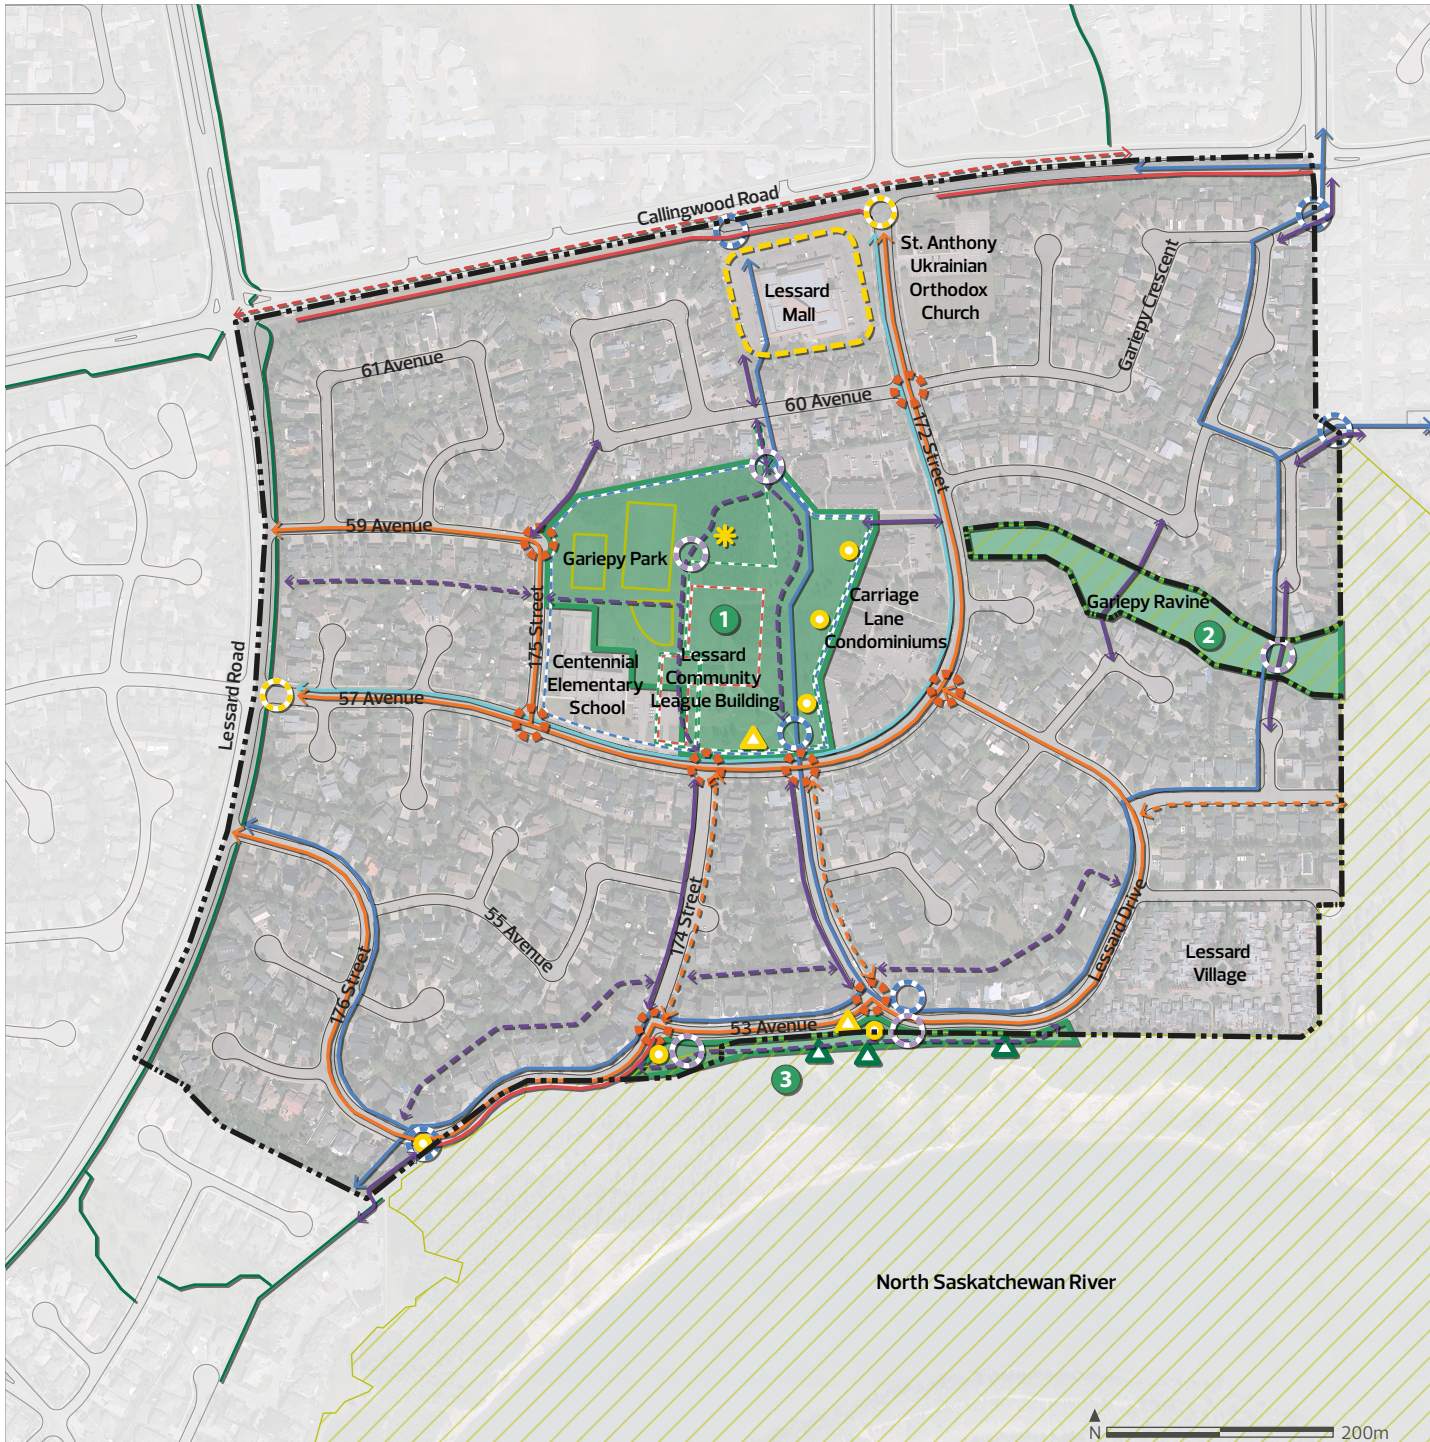 Callingwood Road
St. Anthony
Ukrainian
Orthodox
Church
Gariepy Crescent
Lessard
Mall
61 Avenue
60 Avenue
172 Street
59 Avenue
Gariepy Park
175 Street
1
Carriage
Lane
Condominiums
Gariepy Ravine
2
Lessard Road
Centennial
Elementary
School
Lessard
Community
League Building
57 Avenue
174 Street
55 Avenue
176 Street
Lessard Drive
Lessard
Village
53 Avenue
3
North Saskatchewan River
N
200m